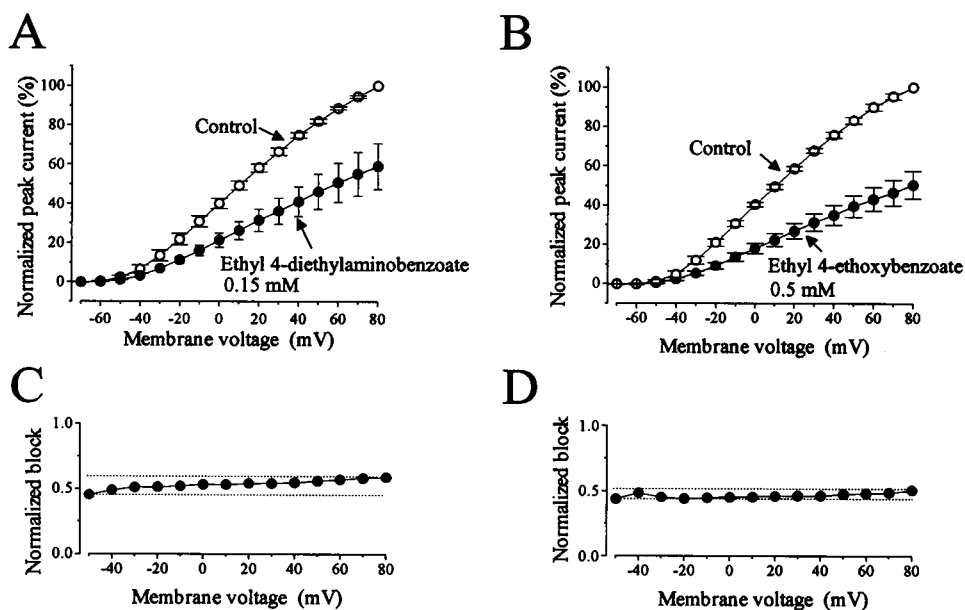 A
Normalized peak current (%)
100
80
60
40
20
0
Control
Ethyl 4-diethylaminobenzoate
0.15 mM
-60 -40 -20 0 20 40 60 80
Membrane voltage (mV)
B
Normalized peak current (%)
100
80
60
40
20
0
Control
Ethyl 4-ethoxybenzoate
0.5 mM
-60 -40 -20 0 20 40 60 80
Membrane voltage (mV)
C
Normalized block
1.0
0.5
0.0
-40 -20 0 20 40 60 80
Membrane voltage (mV)
D
Normalized block
1.0
0.5
0.0
-40 -20 0 20 40 60 80
Membrane voltage (mV)